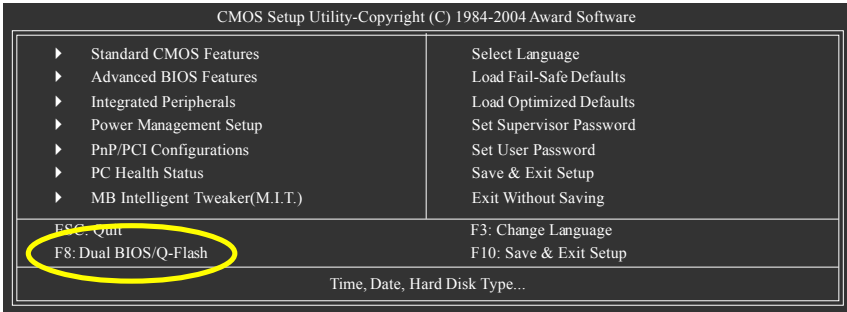 CMOS Setup Utility-Copyright (C) 1984-2004 Award Software
Standard CMOS Features
Advanced BIOS Features
Integrated Peripherals
Power Management Setup
PnP/PCI Configurations
PC Health Status
MB Intelligent Tweaker(M.I.T.)
Select Language
Load Fail-Safe Defaults
Load Optimized Defaults
Set Supervisor Password
Set User Password
Save & Exit Setup
Exit Without Saving
ESC: Quit
F8: Dual BIOS/Q-Flash
F3: Change Language
F10: Save & Exit Setup
Time, Date, Hard Disk Type...